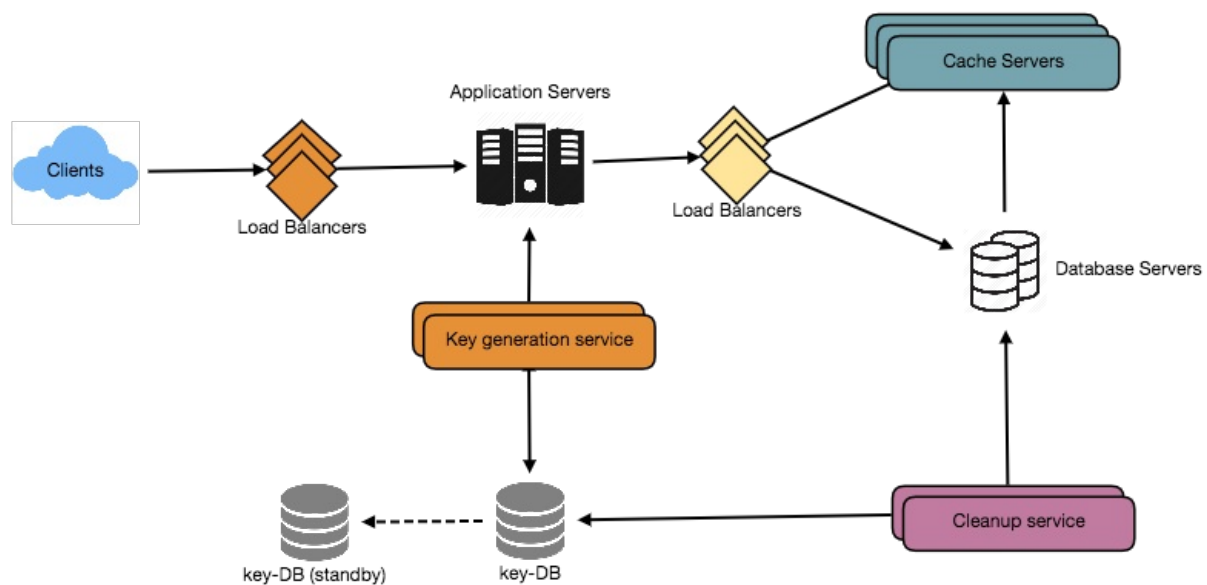 Cache Servers
Application Servers
Clients
Load Balancers
Load Balancers
Database Servers
Key generation service
Cleanup service
key-DB (standby)
key-DB